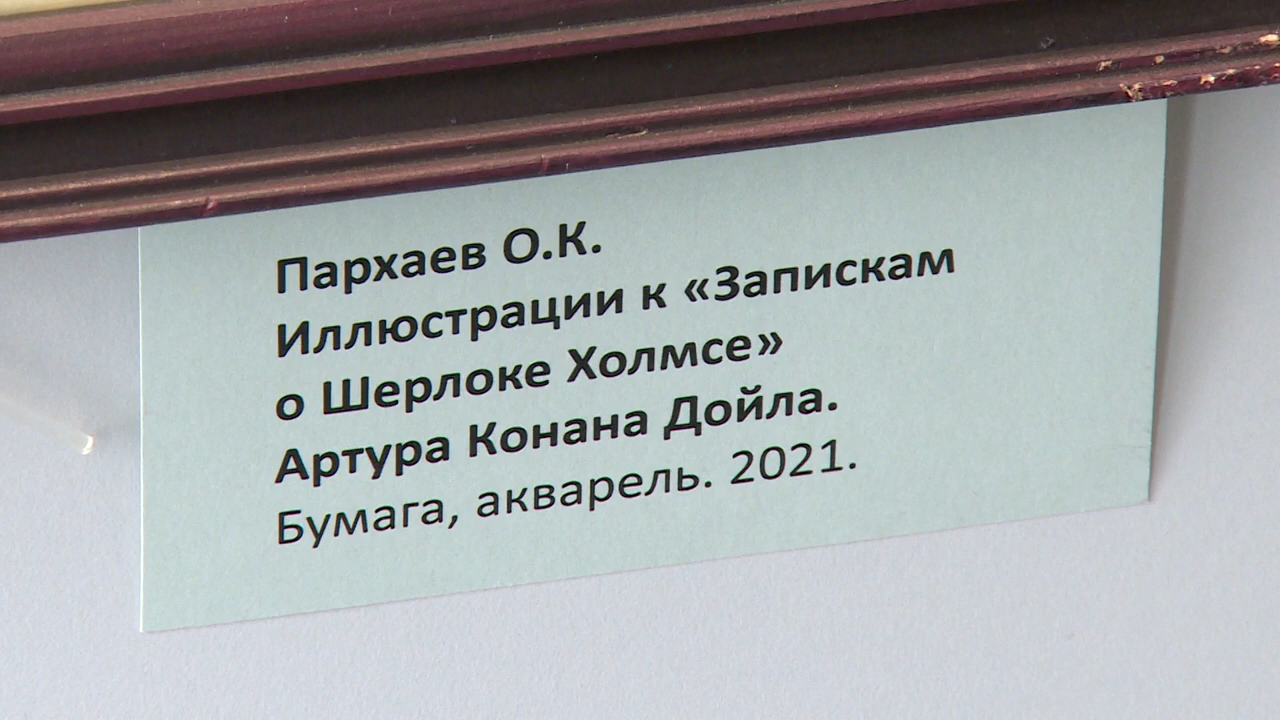 Пархаев О.К.
Иллюстрации к «Запискам
о Шерлоке Холмсе»
Артура Конана Дойла.
Бумага, акварель. 2021.